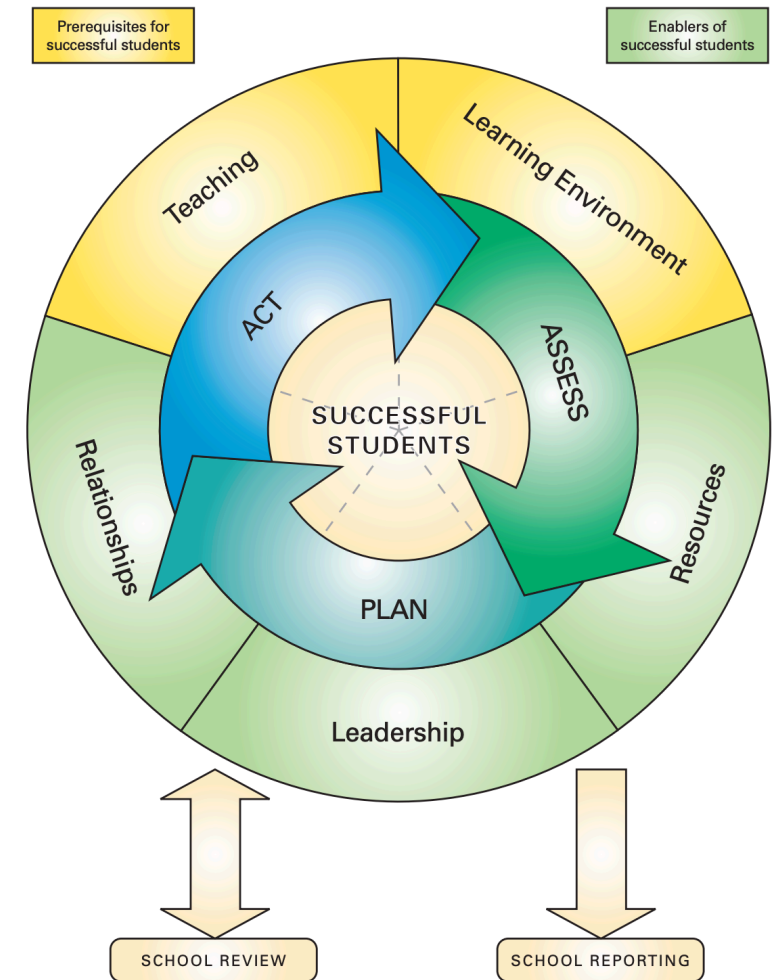 Prerequisites for
successful students
Enablers of
successful students
Teaching
Learning Environment
ACT
ASSESS
SUCCESSFUL
STUDENTS
Relationships
Resources
PLAN
Leadership
SCHOOL REVIEW
SCHOOL REPORTING